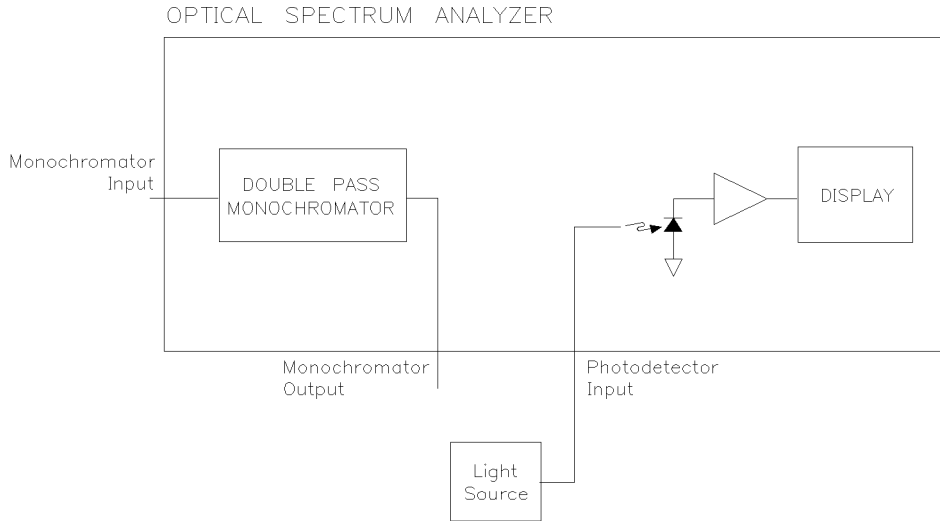 OPTICAL SPECTRUM ANALYZER
Monochromator
Input
DOUBLE PASS
MONOCHROMATOR
DISPLAY
Monochromator
Output
Photodetector
Input
Light
Source